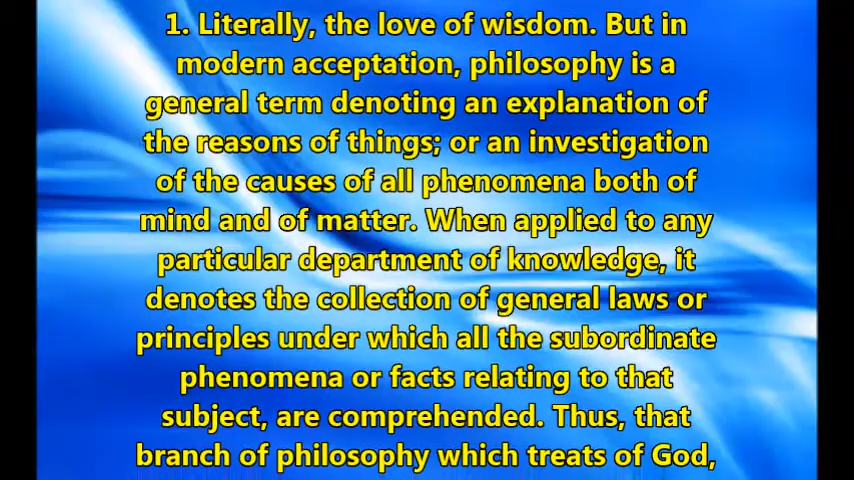 1. Literally, the love of wisdom. But in
modern acceptation, philosophy is a
general term denoting an explanation of
the reasons of things; or an investigation
of the causes of all phenomena both of
mind and of matter. When applied to any
particular department of knowledge, it
denotes the collection of general laws or
principles under which all the subordinate
phenomena or facts relating to that
subject, are comprehended. Thus, that
branch of philosophy which treats of God,